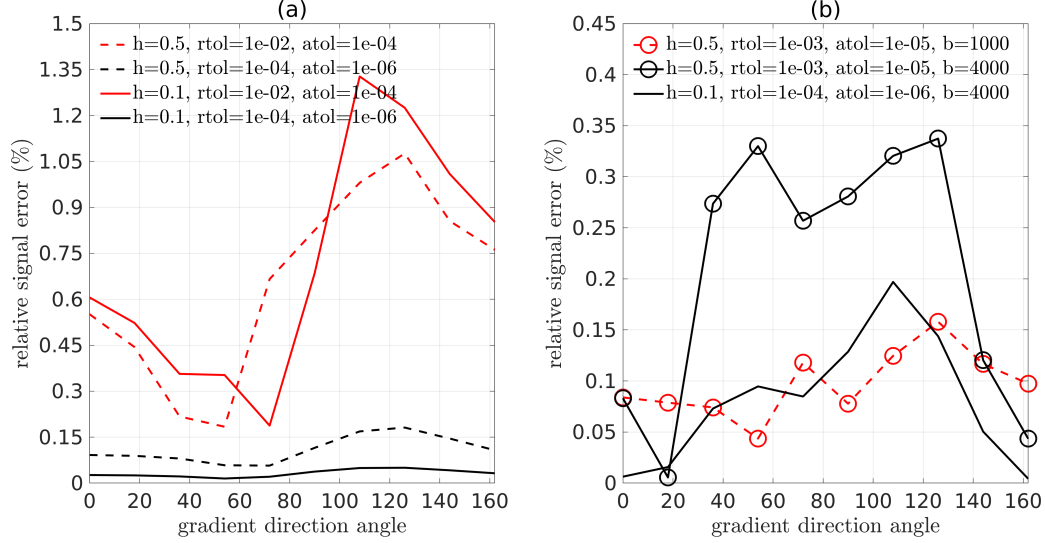 (a)
1.5
1.35
1.2
1.05
0.9
0.75
0.6
0.45
0.3
0.15
0
relative signal error (%)
h=0.5, rtol=1e-02, atol=1e-04
h=0.5, rtol=1e-04, atol=1e-06
h=0.1, rtol=1e-02, atol=1e-04
h=0.1, rtol=1e-04, atol=1e-06
0 20 40 60 80 100 120 140 160
gradient direction angle
(b)
0.45
0.4
0.35
0.3
0.25
0.2
0.15
0.1
0.05
0
relative signal error (%)
h=0.5, rtol=1e-03, atol=1e-05, b=1000
h=0.5, rtol=1e-03, atol=1e-05, b=4000
h=0.1, rtol=1e-04, atol=1e-06, b=4000
0 20 40 60 80 100 120 140 160
gradient direction angle